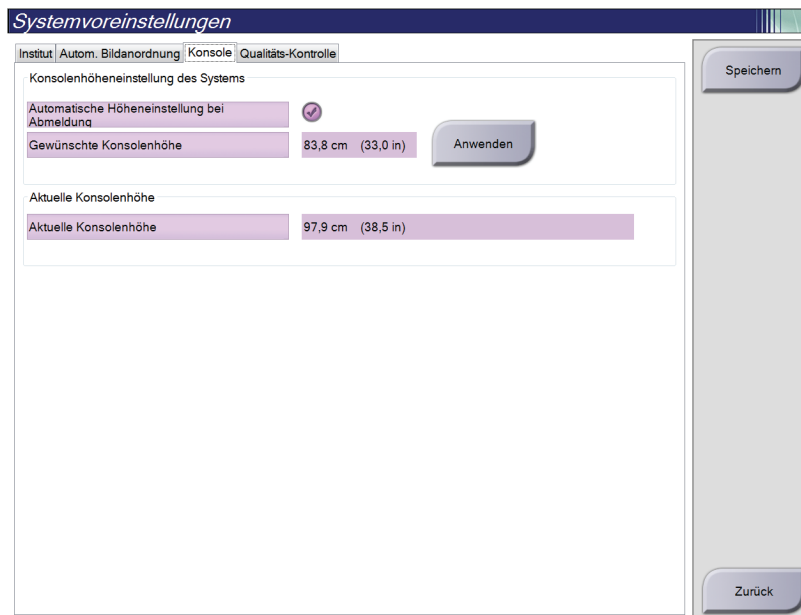 Systemvoreinstellungen
Institut Autom. Bildanordnung Konsole Qualitäts-Kontrolle
Speichern
Konsolenhöheneinstellung des Systems
Automatische Höheneinstellung bei
Abmeldung
Gewünschte Konsolenhöhe 83,8 cm (33,0 in) Anwenden
Aktuelle Konsolenhöhe
Aktuelle Konsolenhöhe 97,9 cm (38,5 in)
Zurück